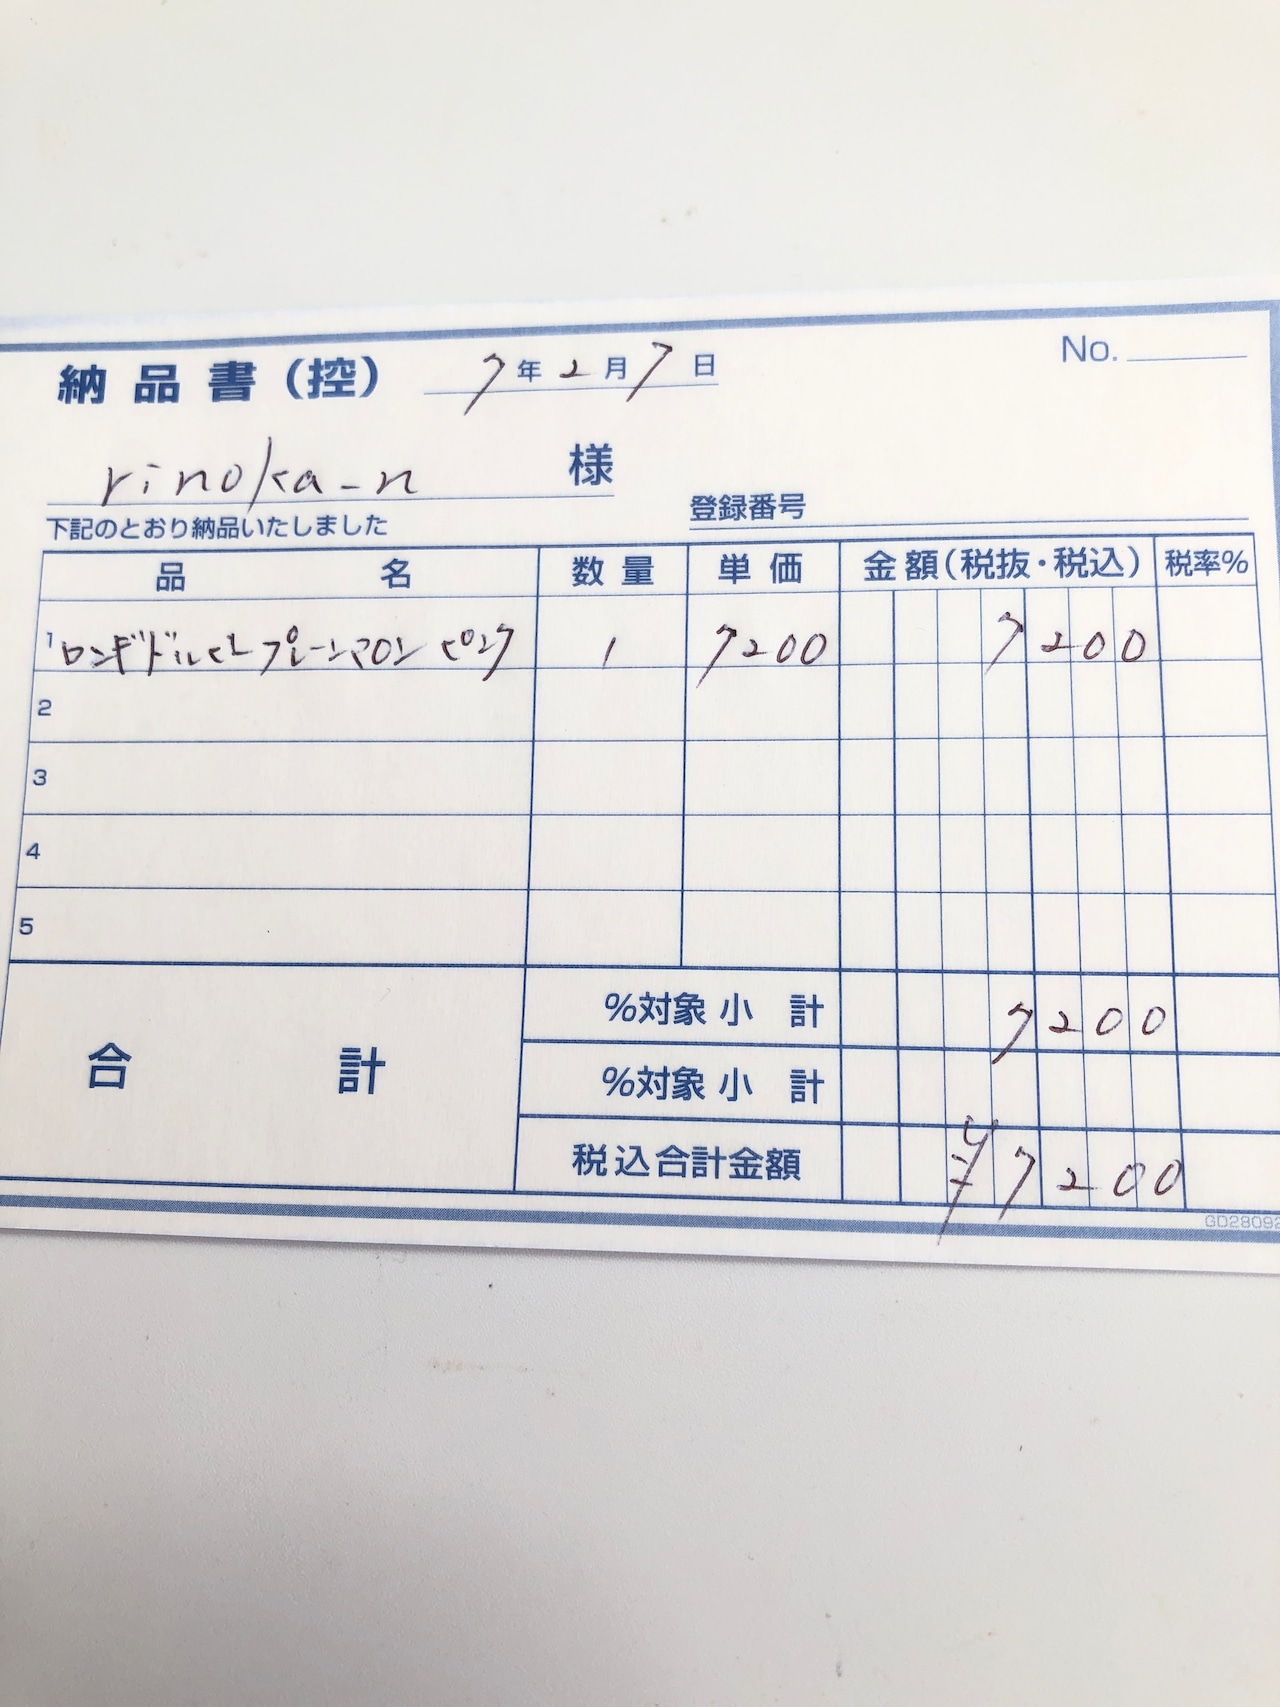 納品書(控) 7年2月7日 No.
rinoka-n 様
下記のとおり納品いたしました 登録番号
品名 数量 単価 金額(税抜・税込) 税率%
1 ロンギドルセル プレーンマロン ピンク 1 7200 7200
2
3
4
5
合計 %対象小計 7200
%対象小計
税込合計金額 ¥7200
GD28092